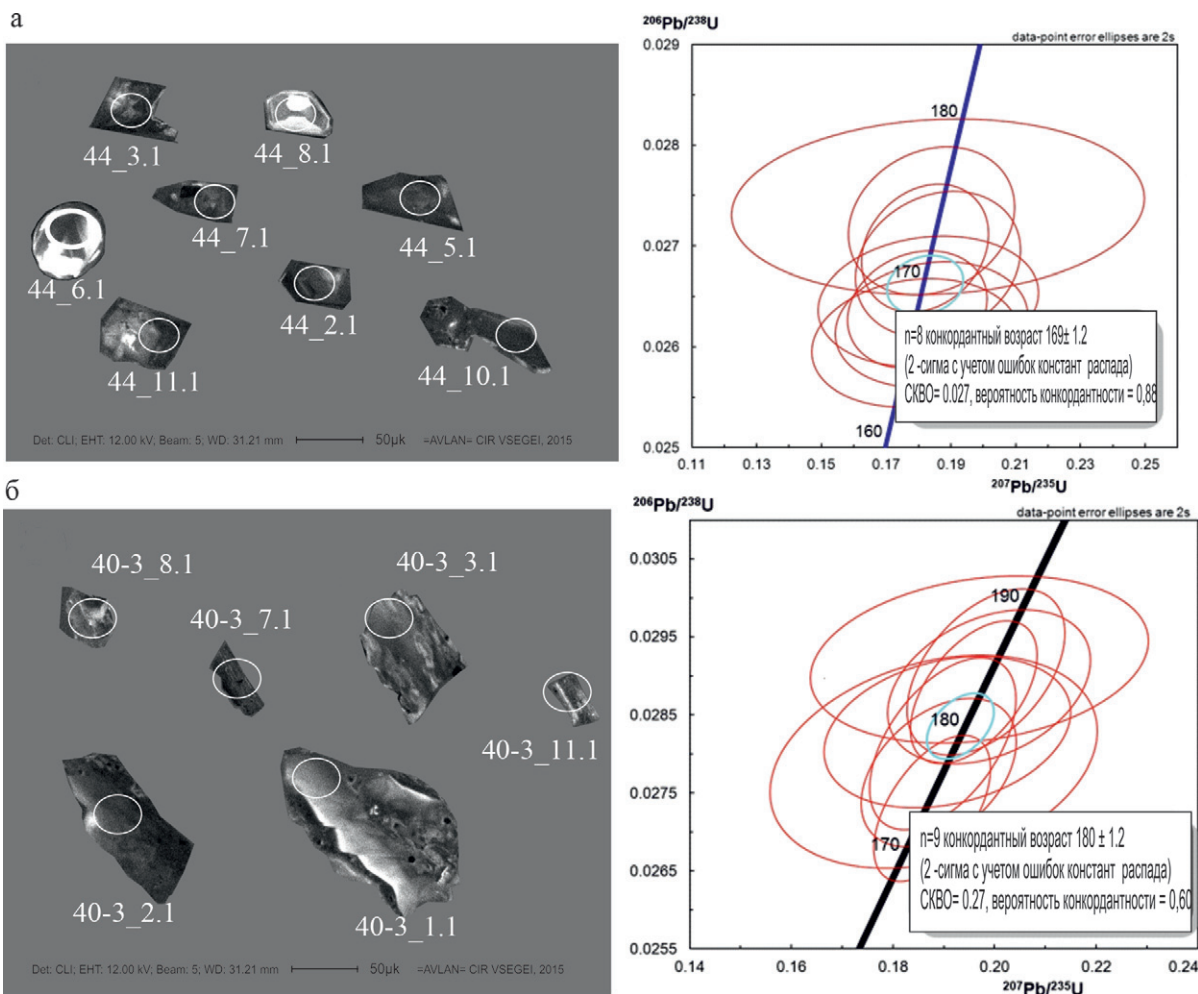 а
44_3.1
44_8.1
44_7.1
44_5.1
44_6.1
44_2.1
44_11.1
44_10.1
Det: CLI; EHT: 12.00 kV; Beam: 5; WD: 31.21 mm
50µk
=AVLAN= CIR VSEGEI, 2015
²⁰⁶Pb/²³⁸U
data-point error ellipses are 2s
0.029
0.028
0.027
0.026
0.025
180
170
160
n=8 конкордантный возраст 169± 1.2
(2 -сигма с учетом ошибок констант распада)
СКВО= 0.027, вероятность конкордантности = 0,88
0.11 0.13 0.15 0.17 0.19 0.21 0.23 0.25
²⁰⁷Pb/²³⁵U
б
40-3_8.1
40-3_3.1
40-3_7.1
40-3_11.1
40-3_2.1
40-3_1.1
Det: CLI; EHT: 12.00 kV; Beam: 5; WD: 31.21 mm
50µk
=AVLAN= CIR VSEGEI, 2015
²⁰⁶Pb/²³⁸U
data-point error ellipses are 2s
0.0305
0.0295
0.0285
0.0275
0.0265
0.0255
190
180
170
n=9 конкордантный возраст 180 ± 1.2
(2 -сигма с учетом ошибок констант распада)
СКВО= 0.27, вероятность конкордантности = 0,60
0.14 0.16 0.18 0.20 0.22 0.24
²⁰⁷Pb/²³⁵U